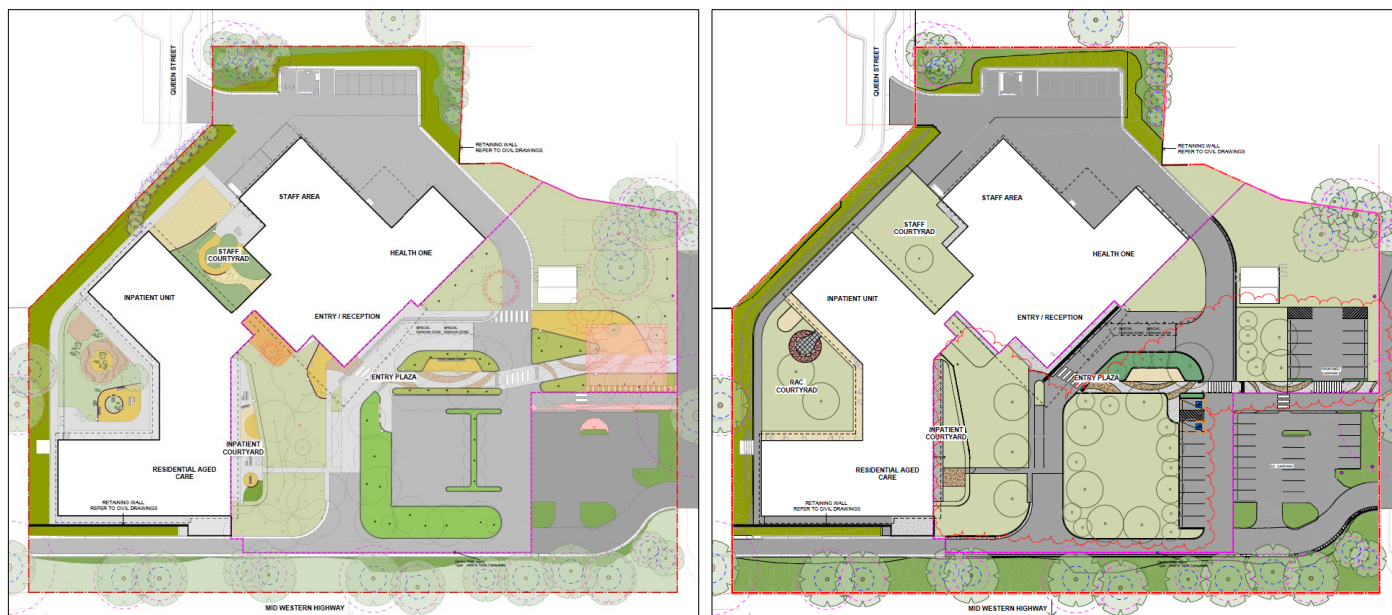 QUEEN STREET
RETAINING WALL
REFER TO CIVIL DRAWINGS
STAFF AREA
STAFF
COURTYRAD
HEALTH ONE
INPATIENT UNIT
ENTRY / RECEPTION
ENTRY PLAZA
INPATIENT
COURTYARD
RESIDENTIAL AGED
CARE
RETAINING WALL
REFER TO CIVIL DRAWINGS
MID WESTERN HIGHWAY
QUEEN STREET
RETAINING WALL
REFER TO CIVIL DRAWINGS
STAFF AREA
STAFF
COURTYRAD
HEALTH ONE
INPATIENT UNIT
ENTRY / RECEPTION
ENTRY PLAZA
RAC
COURTYRAD
INPATIENT
COURTYARD
RESIDENTIAL AGED
CARE
RETAINING WALL
REFER TO CIVIL DRAWINGS
MID WESTERN HIGHWAY